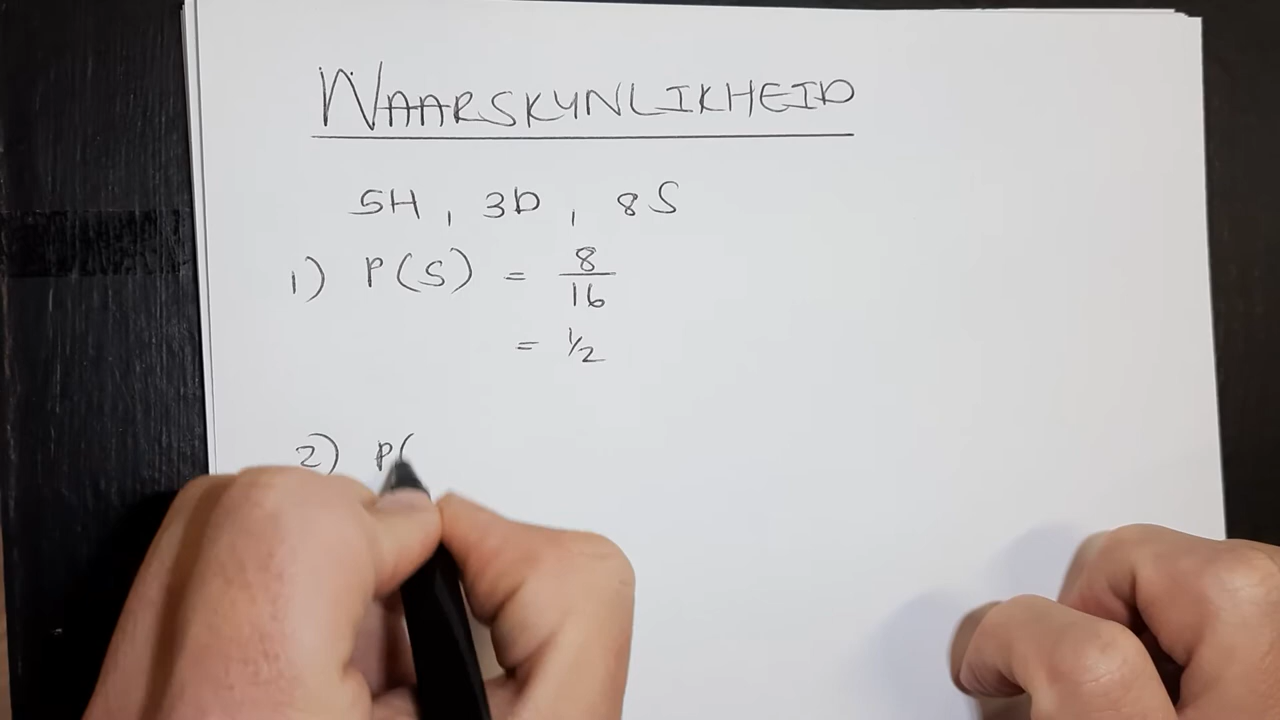 WAARSKYNLIKHEID
5H, 3D, 8S
1) P(S) = 8/16
= 1/2
2) P(